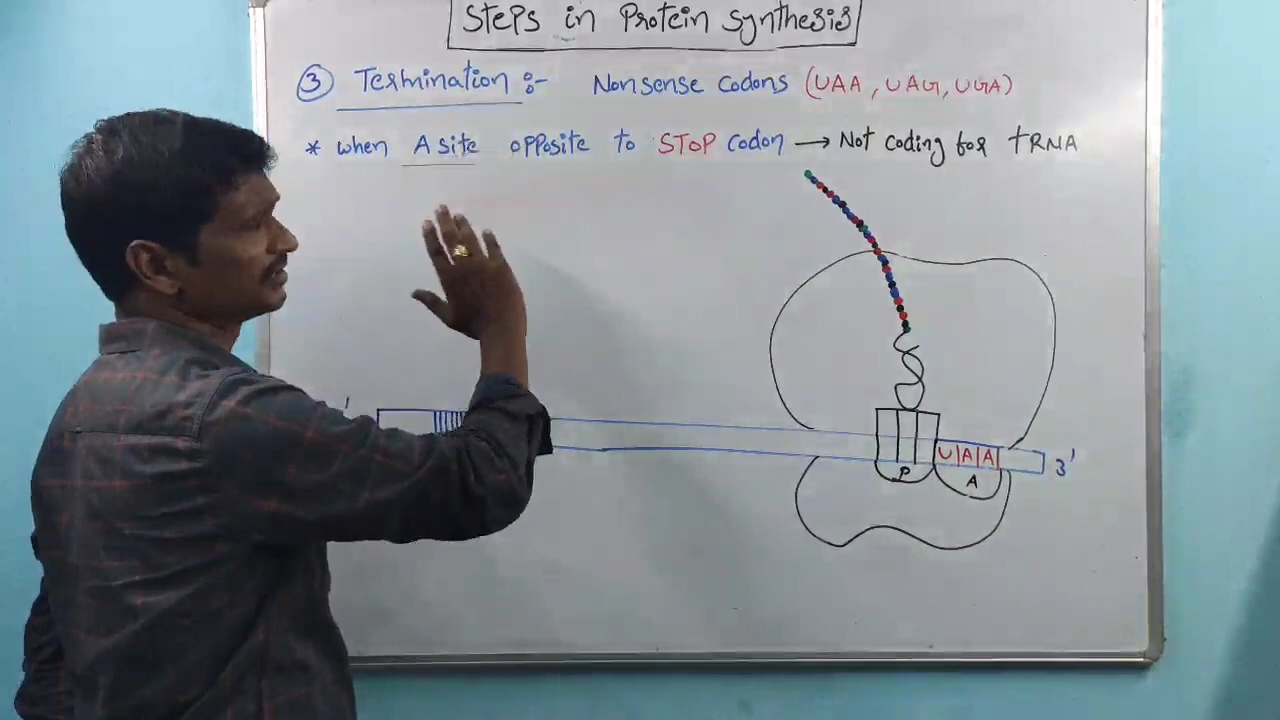 Steps in Protein Synthesis
③ Termination :- Nonsense Codons (UAA, UAG, UGA)
* when A site opposite to STOP Codon → Not coding for tRNA
U A A
P
A
3'